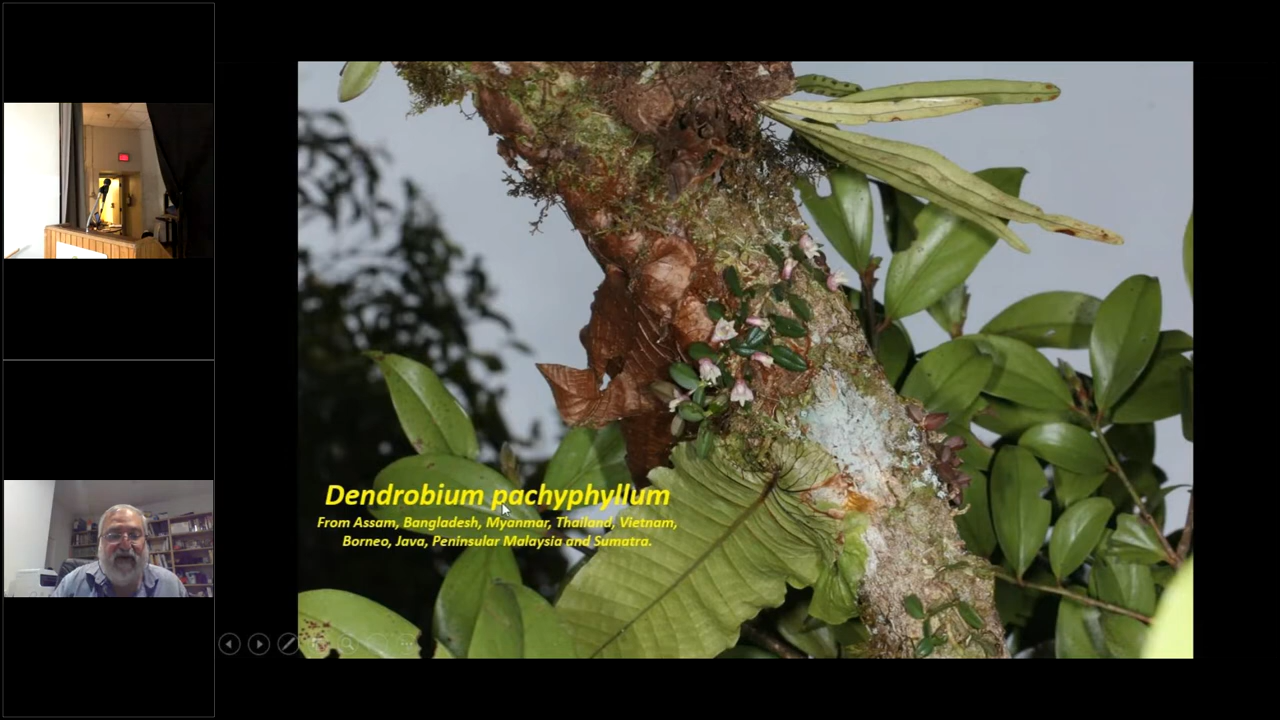 Dendrobium pachyphyllum
From Assam, Bangladesh, Myanmar, Thailand, Vietnam,
Borneo, Java, Peninsular Malaysia and Sumatra.